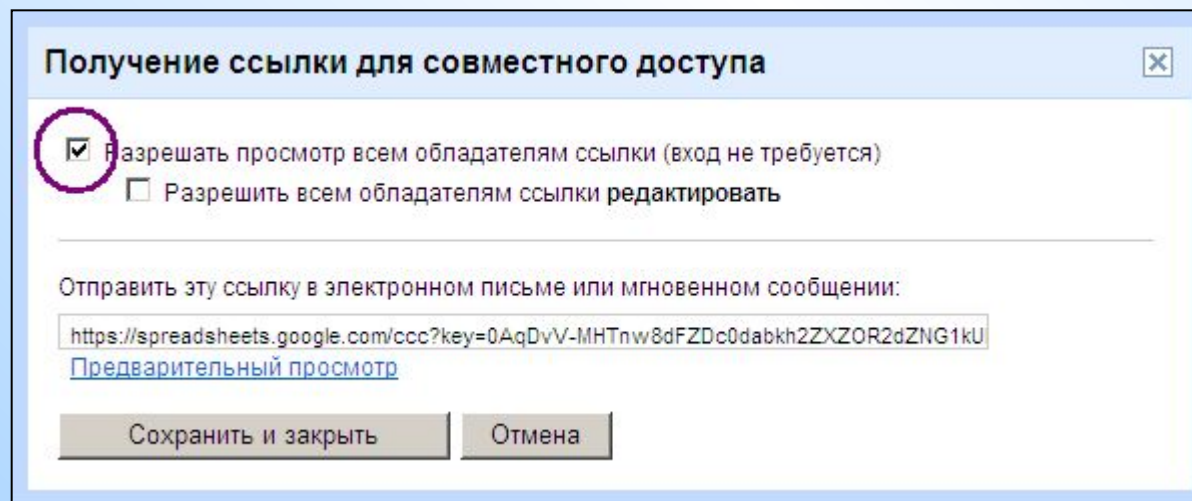 Получение ссылки для совместного доступа
Разрешать просмотр всем обладателям ссылки (вход не требуется)
Разрешить всем обладателям ссылки редактировать
Отправить эту ссылку в электронном письме или мгновенном сообщении:
https://spreadsheets.google.com/ccc?key=0AqDvV-MHTnw8dFZDc0dabkh2ZXZOR2dZNG1kU
Предварительный просмотр
Сохранить и закрыть Отмена